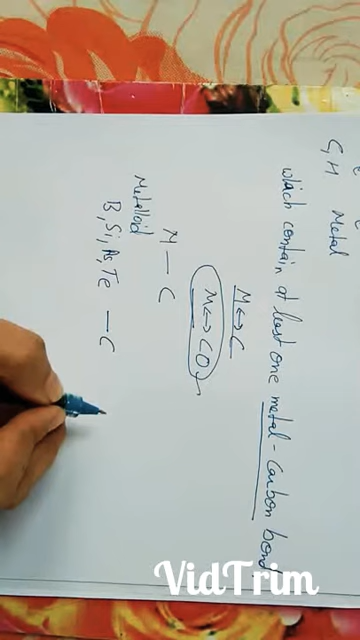 C, H Metal
which contain at least one metal - carbon bond
M ↔ C
M ↔ CO
M — C
Metalloid
B, Si, As, Te — C
VidTrim